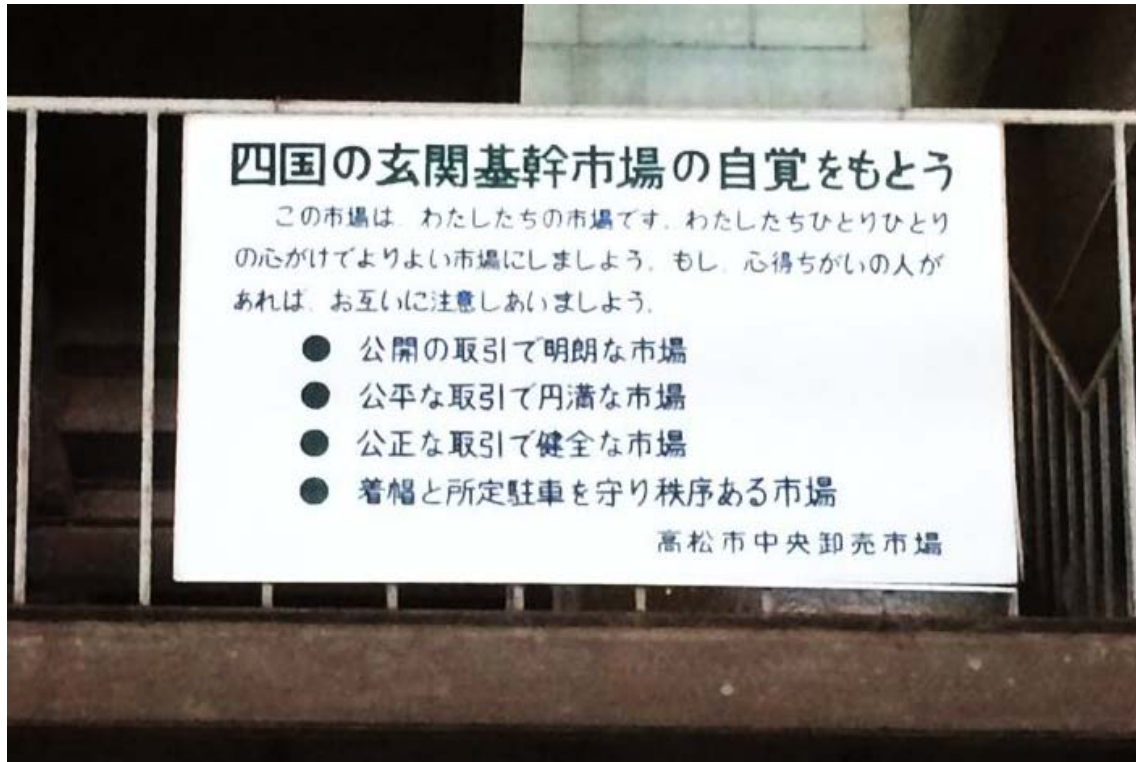 四国の玄関基幹市場の自覚をもとう
この市場は、わたしたちの市場です。わたしたちひとりひとり
の心がけでよりよい市場にしましよう。もし、心得ちがいの人が
あれば、お互いに注意しあいましよう。
● 公開の取引で明朗な市場
● 公平な取引で円満な市場
● 公正な取引で健全な市場
● 着帽と所定駐車を守り秩序ある市場
高松市中央卸売市場